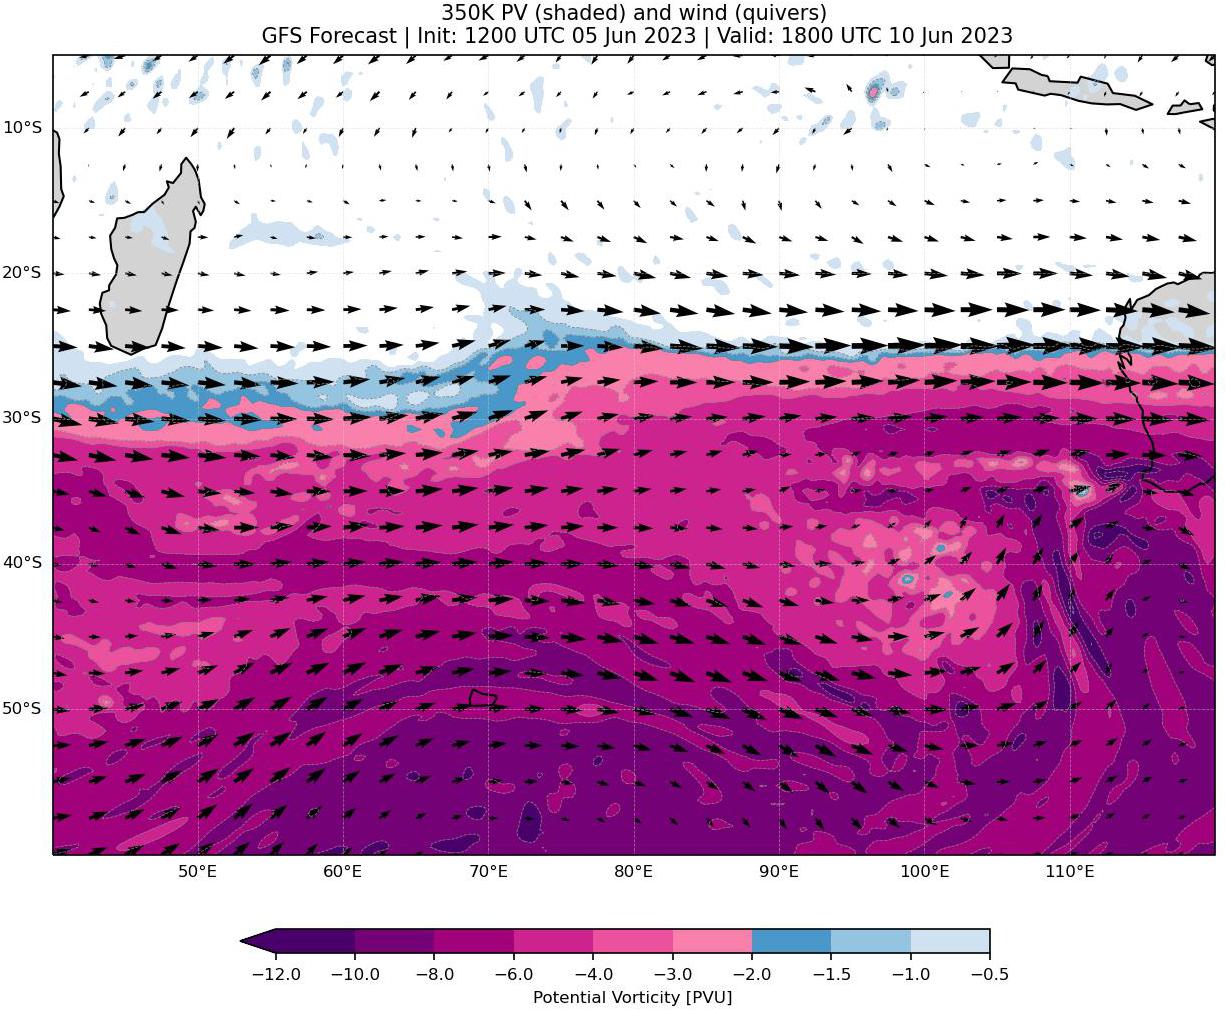 350K PV (shaded) and wind (quivers)
GFS Forecast | Init: 1200 UTC 05 Jun 2023 | Valid: 1800 UTC 10 Jun 2023
10°S
20°S
30°S
40°S
50°S
50°E 60°E 70°E 80°E 90°E 100°E 110°E
−12.0 −10.0 −8.0 −6.0 −4.0 −3.0 −2.0 −1.5 −1.0 −0.5
Potential Vorticity [PVU]